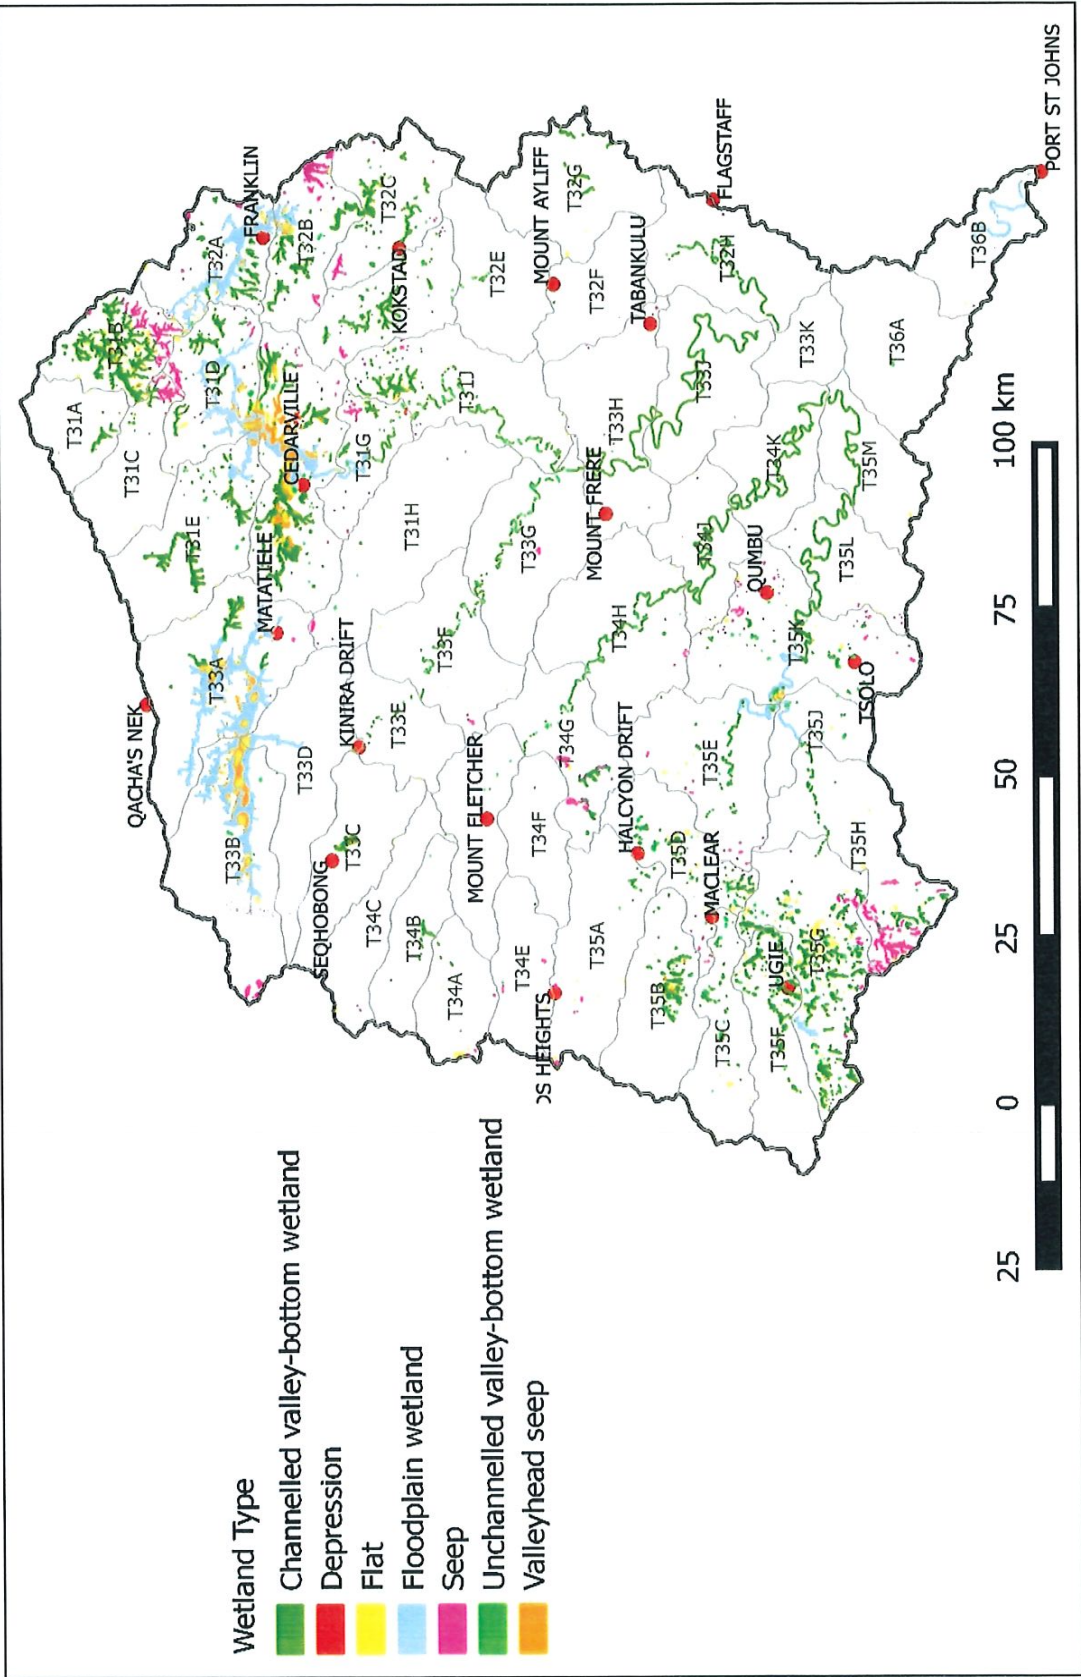 Wetland Type
Channelled valley-bottom wetland
Depression
Flat
Floodplain wetland
Seep
Unchannelled valley-bottom wetland
Valleyhead seep
QACHA'S NEK
MATATIELE
CEDARVILLE
FRANKLIN
KOKSTAD
SEQHOBONG
KINIRA DRIFT
MOUNT FLETCHER
MOUNT FRERE
MOUNT AYLIFF
TABANKULU
FLAGSTAFF
OS HEIGHTS
HALCYON DRIFT
MACLEAR
UGIE
QUMBU
TSOLO
PORT ST JOHNS
T31A
T31B
T31C
T31D
T31E
T31G
T31H
T31J
T32A
T32B
T32C
T32E
T32F
T32G
T32H
T33A
T33B
T33C
T33D
T33E
T33F
T33G
T33H
T33J
T33K
T34A
T34B
T34C
T34E
T34F
T34G
T34H
T34J
T34K
T35A
T35B
T35C
T35D
T35E
T35F
T35G
T35H
T35J
T35K
T35L
T35M
T36A
T36B
25 0 25 50 75 100 km